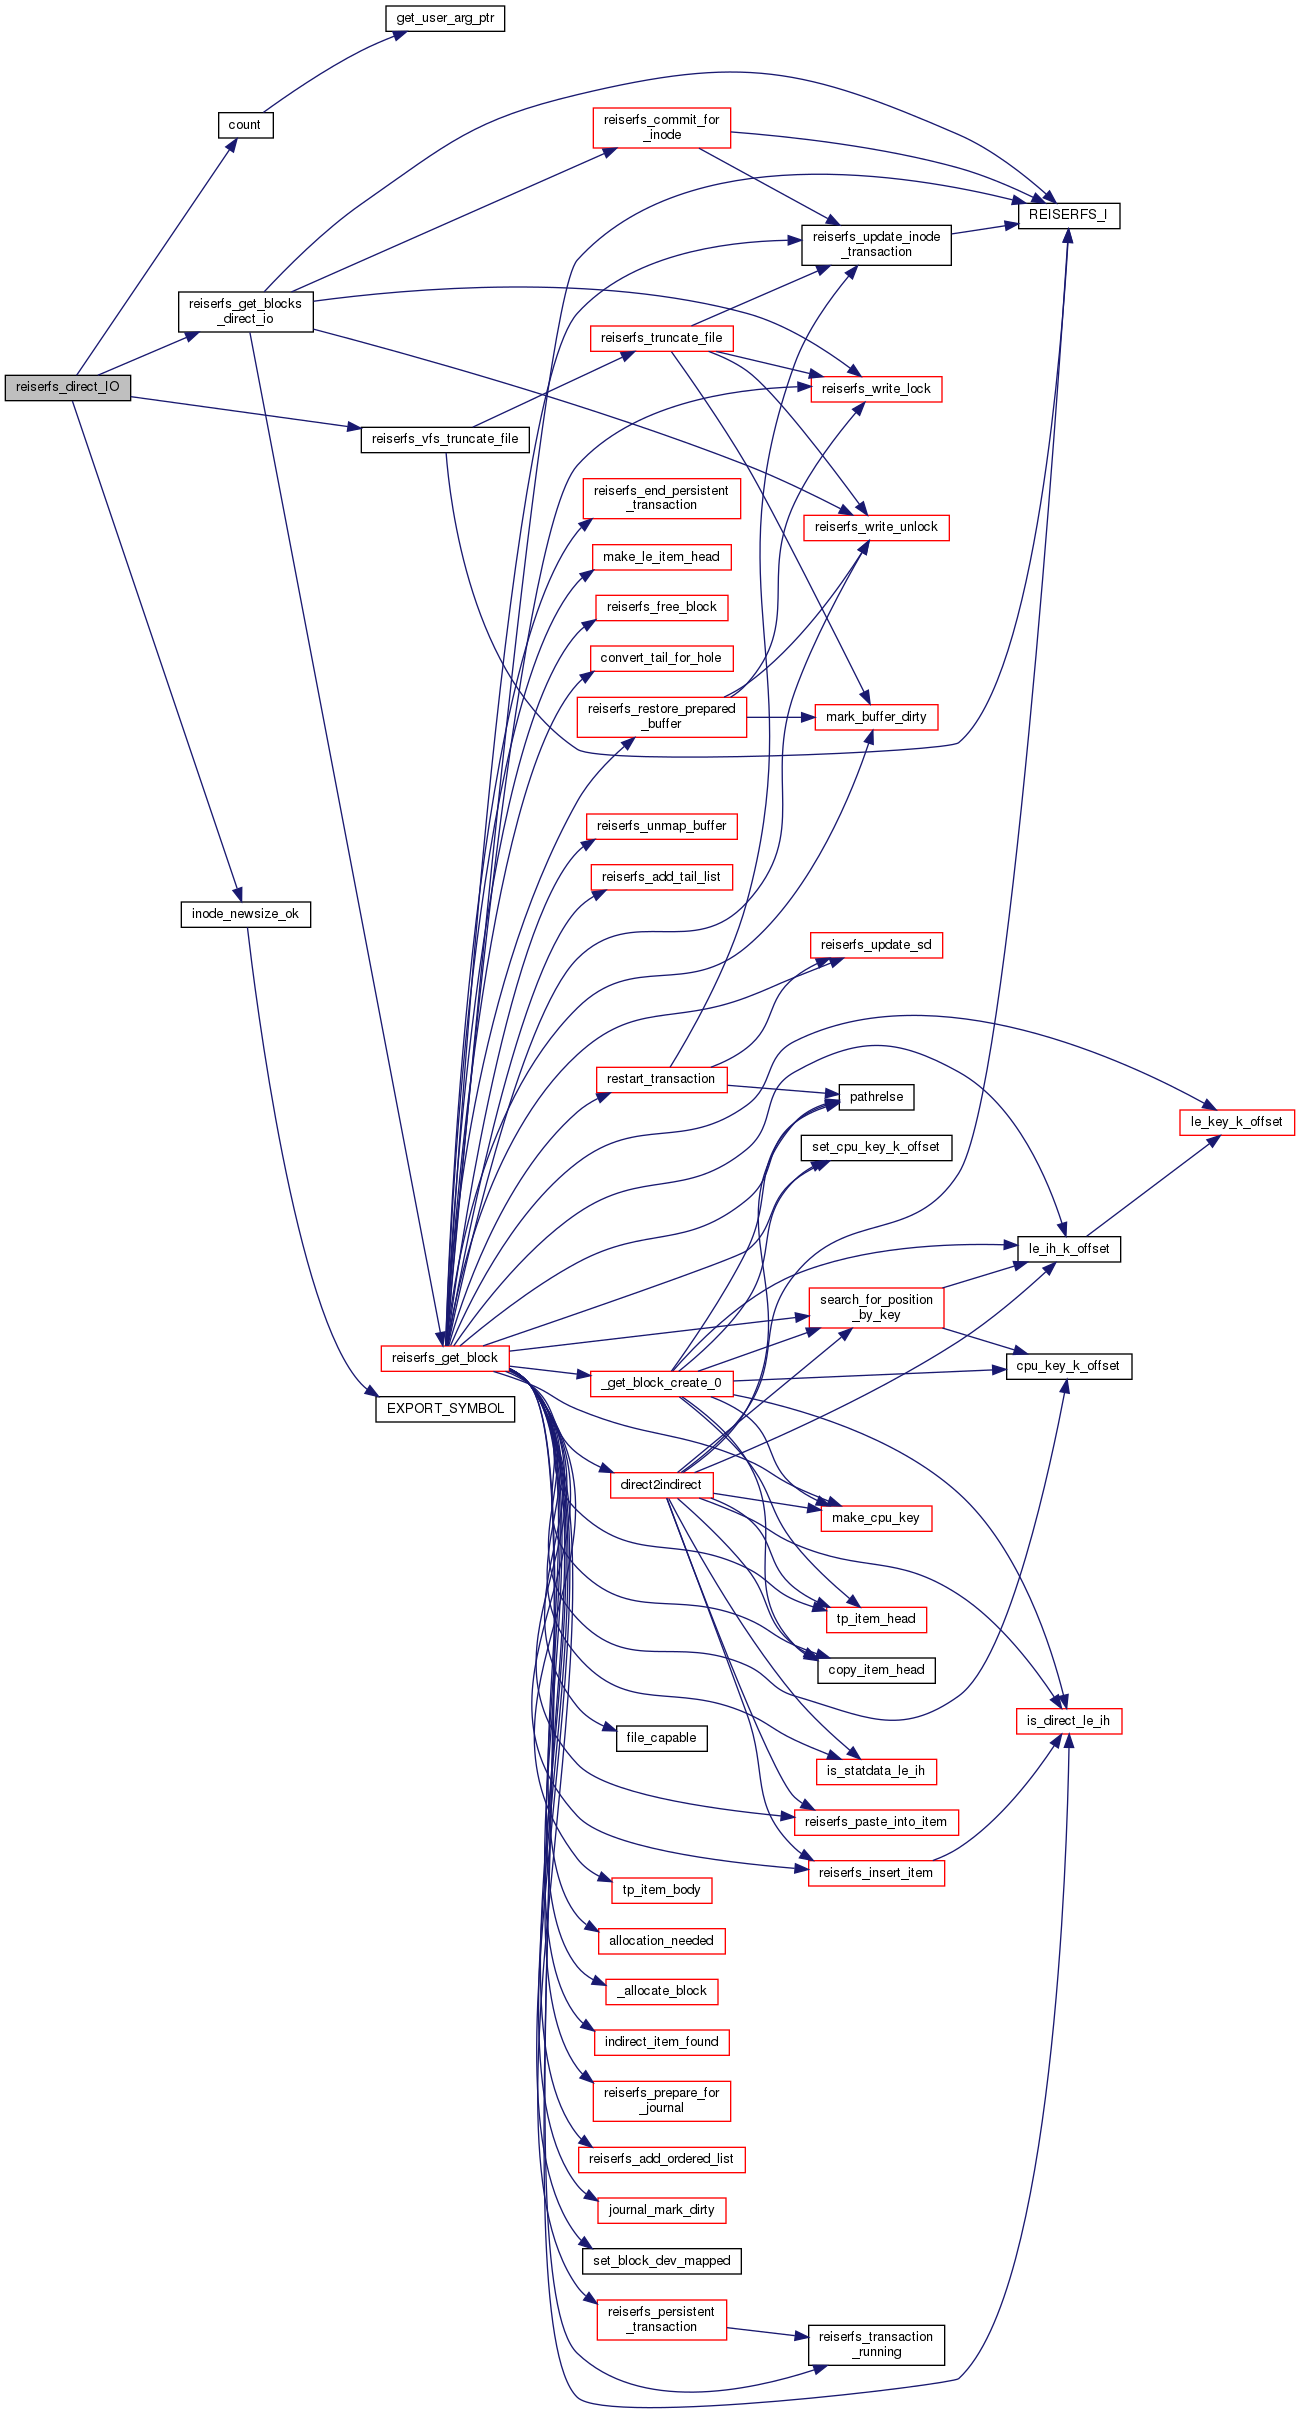 get_user_arg_ptr
count
reiserfs_commit_for
_inode
REISERFS_I
reiserfs_update_inode
_transaction
reiserfs_get_blocks
_direct_io
reiserfs_truncate_file
reiserfs_direct_IO
reiserfs_write_lock
reiserfs_vfs_truncate_file
reiserfs_end_persistent
_transaction
reiserfs_write_unlock
make_le_item_head
reiserfs_free_block
convert_tail_for_hole
reiserfs_restore_prepared
_buffer
mark_buffer_dirty
reiserfs_unmap_buffer
reiserfs_add_tail_list
inode_newsize_ok
reiserfs_update_sd
restart_transaction
pathrelse
le_key_k_offset
set_cpu_key_k_offset
le_ih_k_offset
search_for_position
_by_key
reiserfs_get_block
cpu_key_k_offset
_get_block_create_0
EXPORT_SYMBOL
direct2indirect
make_cpu_key
tp_item_head
copy_item_head
is_direct_le_ih
file_capable
is_statdata_le_ih
reiserfs_paste_into_item
reiserfs_insert_item
tp_item_body
allocation_needed
_allocate_block
indirect_item_found
reiserfs_prepare_for
_journal
reiserfs_add_ordered_list
journal_mark_dirty
set_block_dev_mapped
reiserfs_persistent
_transaction
reiserfs_transaction
_running